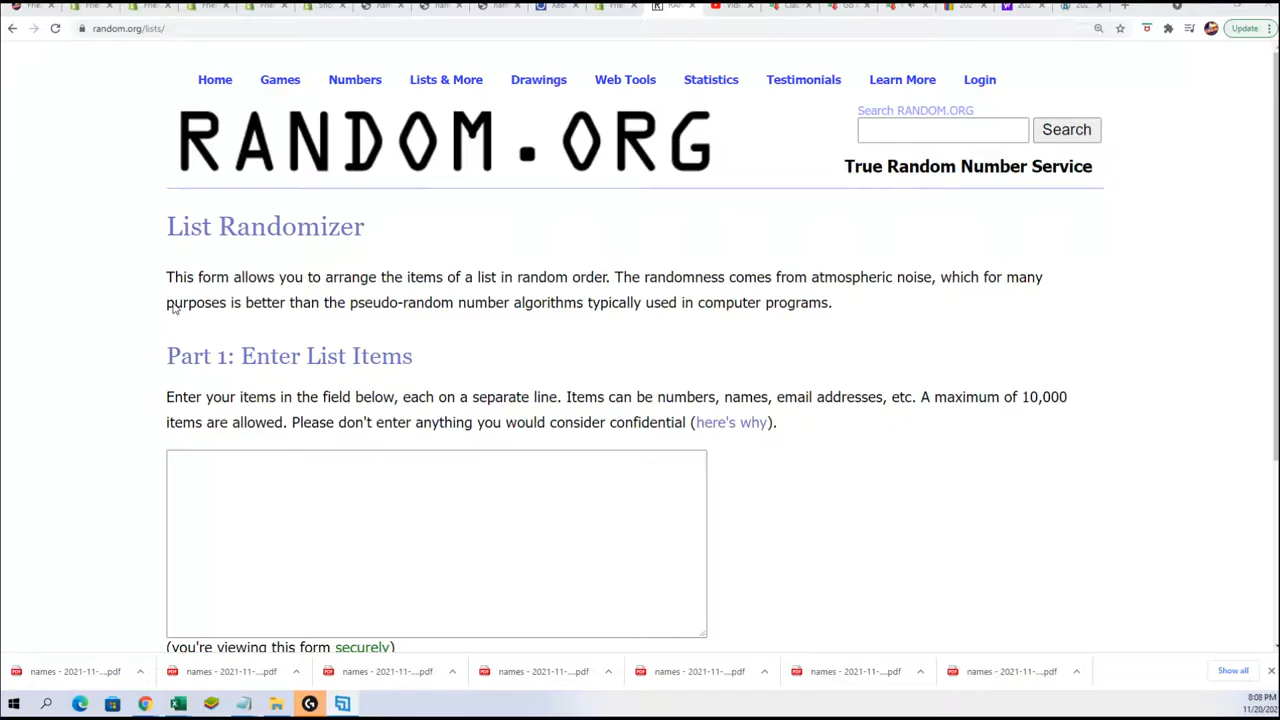 random.org/lists/
Update
Home Games Numbers Lists & More Drawings Web Tools Statistics Testimonials Learn More Login
RANDOM.ORG
Search RANDOM.ORG
Search
True Random Number Service
List Randomizer
This form allows you to arrange the items of a list in random order. The randomness comes from atmospheric noise, which for many
purposes is better than the pseudo-random number algorithms typically used in computer programs.
Part 1: Enter List Items
Enter your items in the field below, each on a separate line. Items can be numbers, names, email addresses, etc. A maximum of 10,000
items are allowed. Please don't enter anything you would consider confidential (here's why).
(you're viewing this form securely)
names - 2021-11-....pdf names - 2021-11-....pdf names - 2021-11-....pdf names - 2021-11-....pdf names - 2021-11-....pdf names - 2021-11-....pdf names - 2021-11-....pdf Show all
8:08 PM